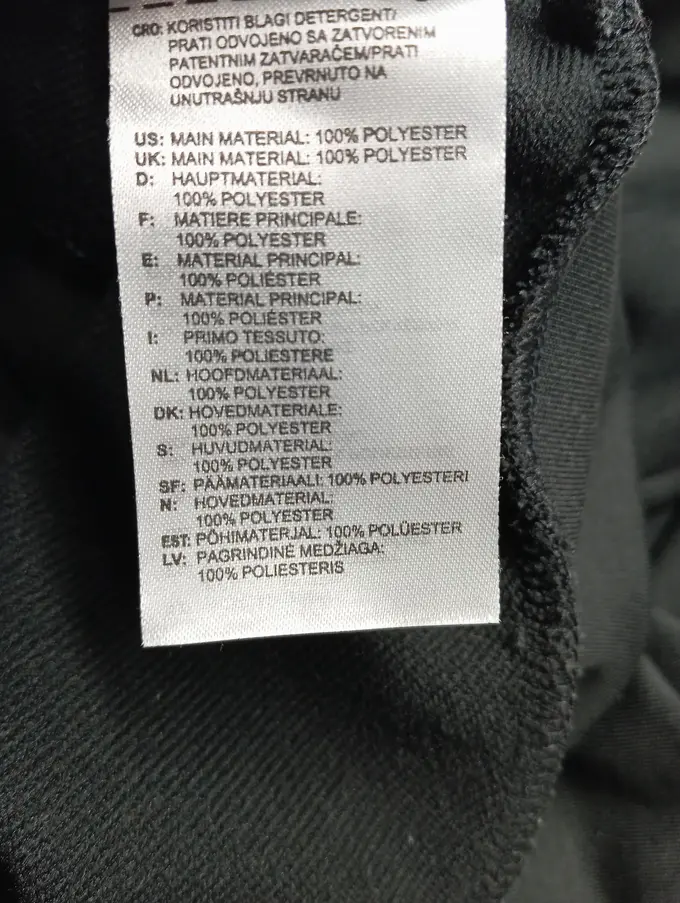 CRO: KORISTITI BLAGI DETERGENT/
PRATI ODVOJENO SA ZATVORENIM
PATENTNIM ZATVARAČEM/PRATI
ODVOJENO, PREVRNUTO NA
UNUTRAŠNJU STRANU
US: MAIN MATERIAL: 100% POLYESTER
UK: MAIN MATERIAL: 100% POLYESTER
D: HAUPTMATERIAL:
100% POLYESTER
F: MATIERE PRINCIPALE:
100% POLYESTER
E: MATERIAL PRINCIPAL:
100% POLIÉSTER
P: MATERIAL PRINCIPAL:
100% POLIÉSTER
I: PRIMO TESSUTO:
100% POLIESTERE
NL: HOOFDMATERIAAL:
100% POLYESTER
DK: HOVEDMATERIALE:
100% POLYESTER
S: HUVUDMATERIAL:
100% POLYESTER
SF: PÄÄMATERIAALI: 100% POLYESTERI
N: HOVEDMATERIAL:
100% POLYESTER
EST: PÕHIMATERJAL: 100% POLÜESTER
LV: PAGRINDINĖ MEDŽIAGA:
100% POLIESTERIS